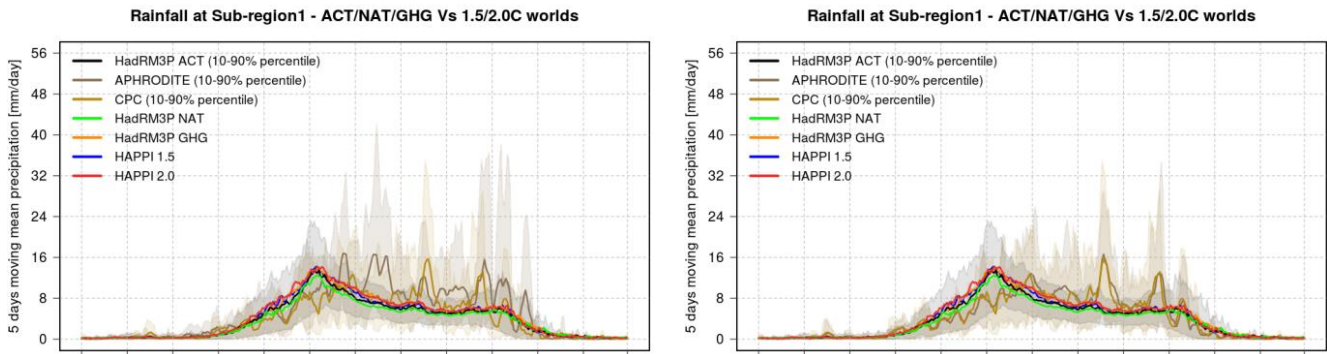 Rainfall at Sub-region1 - ACT/NAT/GHG Vs 1.5/2.0C worlds
5 days moving mean precipitation [mm/day]
56
48
40
32
24
16
8
0
HadRM3P ACT (10-90% percentile)
APHRODITE (10-90% percentile)
CPC (10-90% percentile)
HadRM3P NAT
HadRM3P GHG
HAPPI 1.5
HAPPI 2.0
Rainfall at Sub-region1 - ACT/NAT/GHG Vs 1.5/2.0C worlds
5 days moving mean precipitation [mm/day]
56
48
40
32
24
16
8
0
HadRM3P ACT (10-90% percentile)
APHRODITE (10-90% percentile)
CPC (10-90% percentile)
HadRM3P NAT
HadRM3P GHG
HAPPI 1.5
HAPPI 2.0